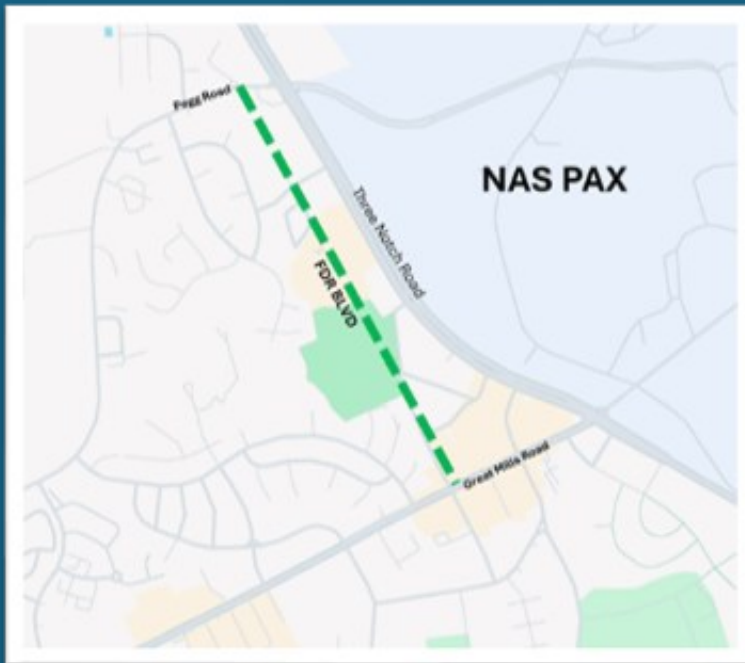 Pegg Road
NAS PAX
Three Notch Road
FDR BLVD
Great Mills Road